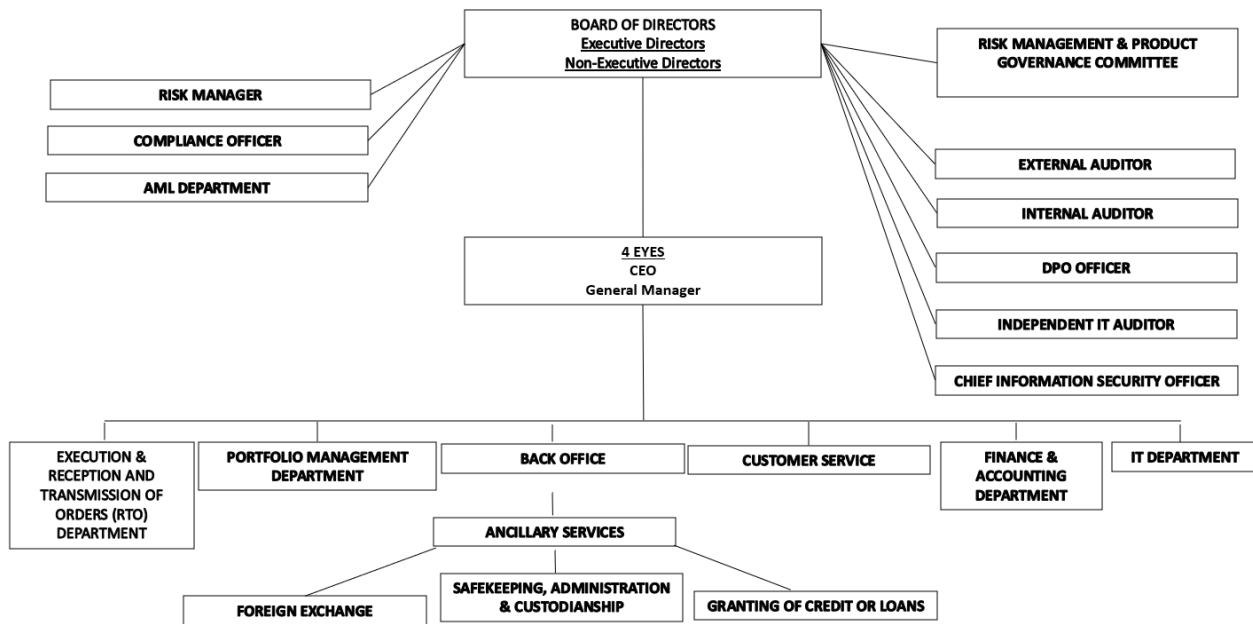 BOARD OF DIRECTORS
Executive Directors
Non-Executive Directors
RISK MANAGEMENT & PRODUCT
GOVERNANCE COMMITTEE
RISK MANAGER
COMPLIANCE OFFICER
AML DEPARTMENT
EXTERNAL AUDITOR
INTERNAL AUDITOR
DPO OFFICER
INDEPENDENT IT AUDITOR
CHIEF INFORMATION SECURITY OFFICER
4 EYES
CEO
General Manager
EXECUTION &
RECEPTION AND
TRANSMISSION OF
ORDERS (RTO)
DEPARTMENT
PORTFOLIO MANAGEMENT
DEPARTMENT
BACK OFFICE
CUSTOMER SERVICE
FINANCE &
ACCOUNTING
DEPARTMENT
IT DEPARTMENT
ANCILLARY SERVICES
FOREIGN EXCHANGE
SAFEKEEPING, ADMINISTRATION
& CUSTODIANSHIP
GRANTING OF CREDIT OR LOANS